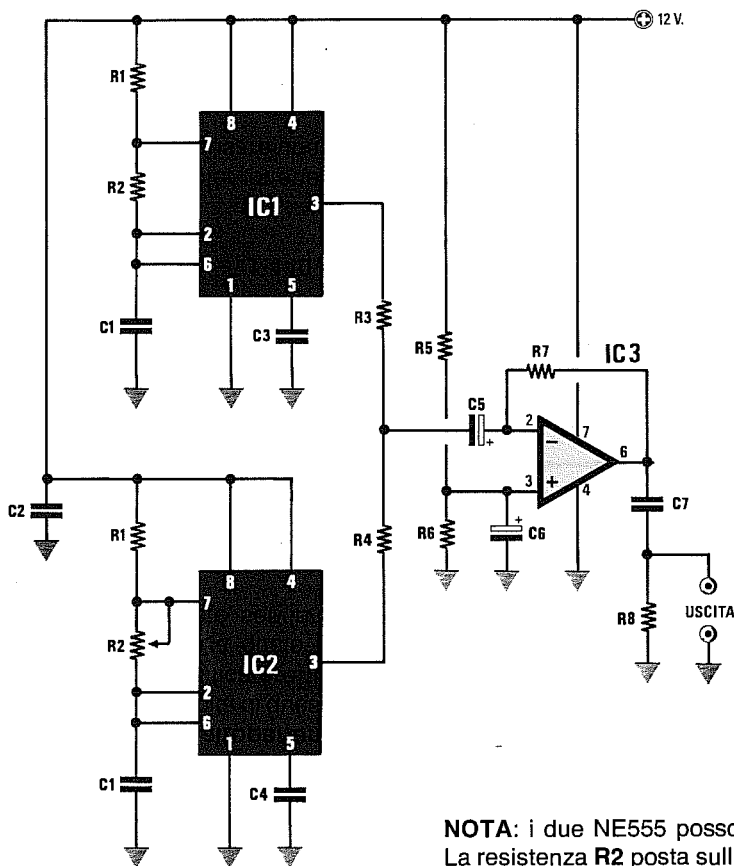 12 V.
R1
8
4
7
R2
IC1
3
2
6
1
5
C1
C3
R3
R5
R7
IC3
C5
2
7
6
+
−
3
+
4
R4
R6
+
C6
C7
R8
USCITA
C2
R1
8
4
7
R2
IC2
3
2
6
1
5
C1
C4
NOTA: i due NE555 posso
La resistenza R2 posta sull